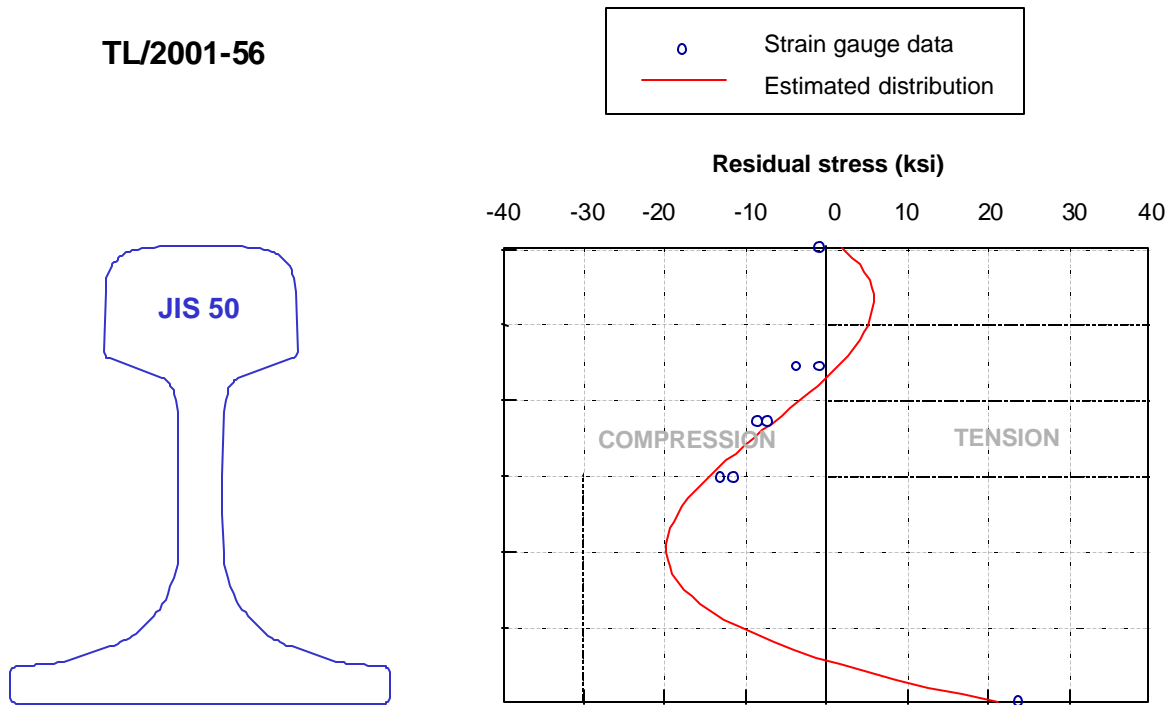 TL/2001-56
Strain gauge data
Estimated distribution
Residual stress (ksi)
-40 -30 -20 -10 0 10 20 30 40
JIS 50
COMPRESSION
TENSION